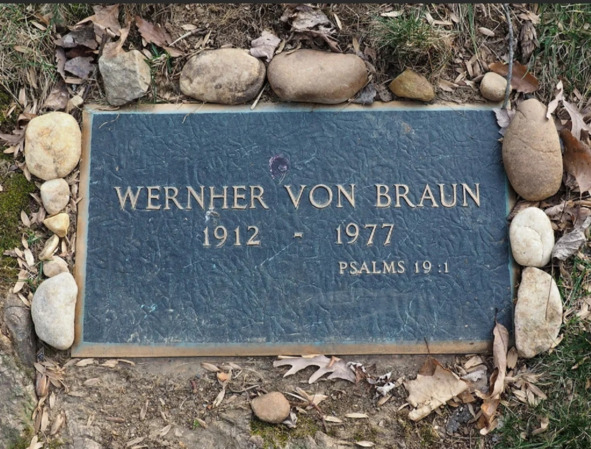 WERNHER VON BRAUN
1912 - 1977
PSALMS 19:1